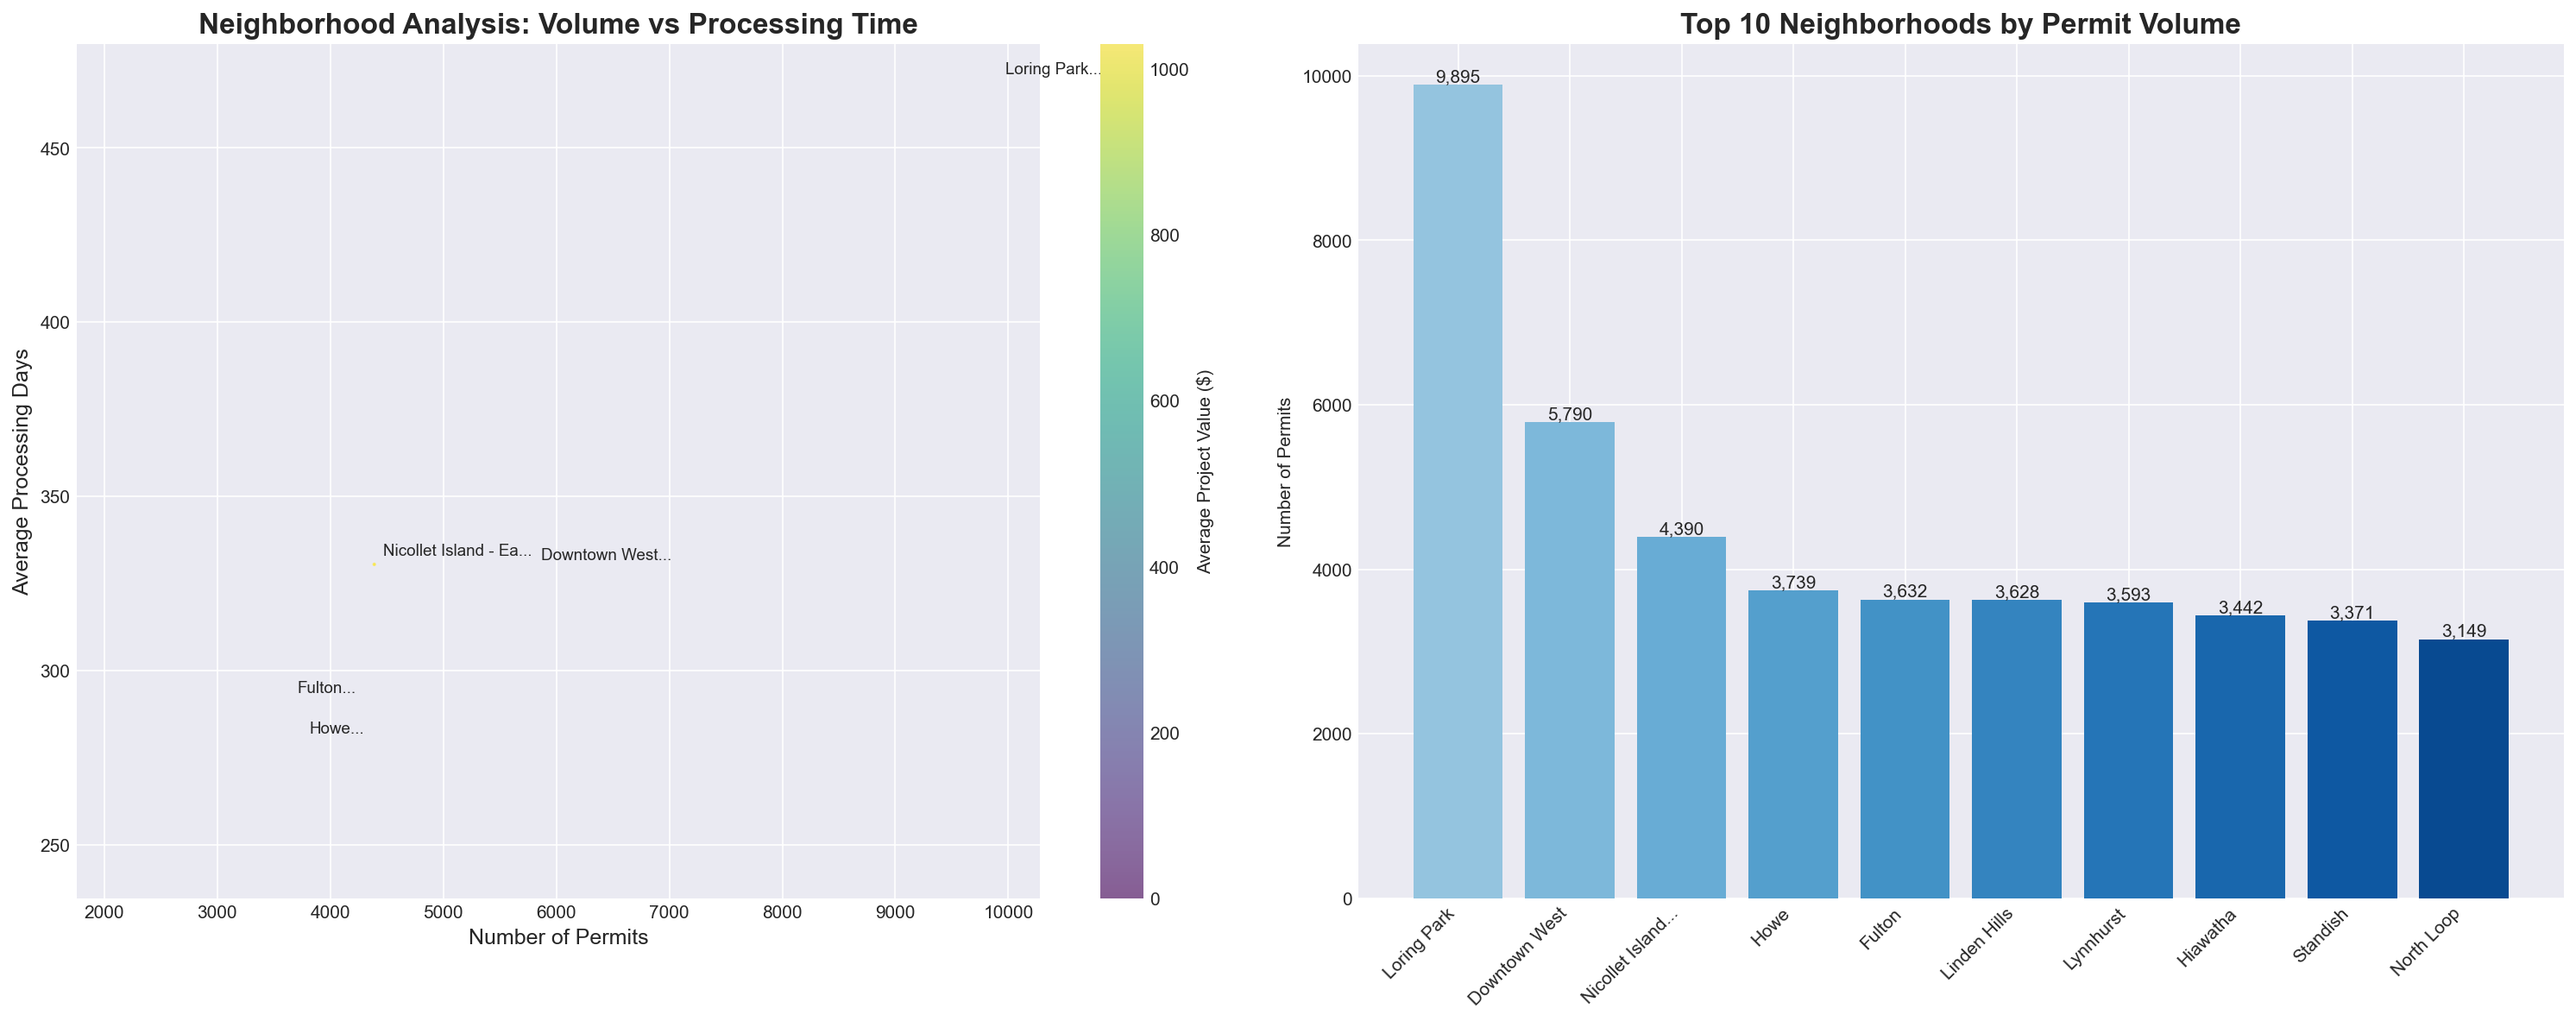 Neighborhood Analysis: Volume vs Processing Time
Average Processing Days
450
400
350
300
250
Loring Park...
Nicollet Island - Ea...
Downtown West...
Fulton...
Howe...
2000 3000 4000 5000 6000 7000 8000 9000 10000
Number of Permits
1000
800
600
400
200
0
Average Project Value ($)
Top 10 Neighborhoods by Permit Volume
Number of Permits
10000
8000
6000
4000
2000
0
9,895
5,790
4,390
3,739
3,632
3,628
3,593
3,442
3,371
3,149
Loring Park
Downtown West
Nicollet Island...
Howe
Fulton
Linden Hills
Lynnhurst
Hiawatha
Standish
North Loop